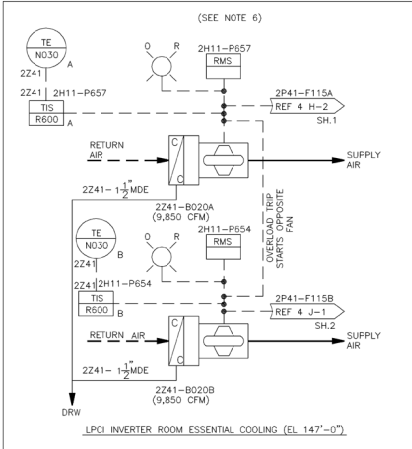 (SEE NOTE 6)
TE
N030
2Z41
A
2Z41
2H11-P657
TIS
R600
A
O
R
2H11-P657
RMS
2P41-F115A
REF 4 H-2
SH.1
RETURN
AIR
C
C
SUPPLY
AIR
2Z41- 1 1/2" MDE
2Z41-B020A
(9,850 CFM)
OVERLOAD TRIP
STARTS OPPOSITE
FAN
TE
N030
2Z41
B
2Z41
2H11-P654
TIS
R600
B
O
R
2H11-P654
RMS
2P41-F115B
REF 4 J-1
SH.2
RETURN AIR
C
C
SUPPLY
AIR
2Z41- 1 1/2" MDE
2Z41-B020B
(9,850 CFM)
DRW
LPCI INVERTER ROOM ESSENTIAL COOLING (EL 147'-0")